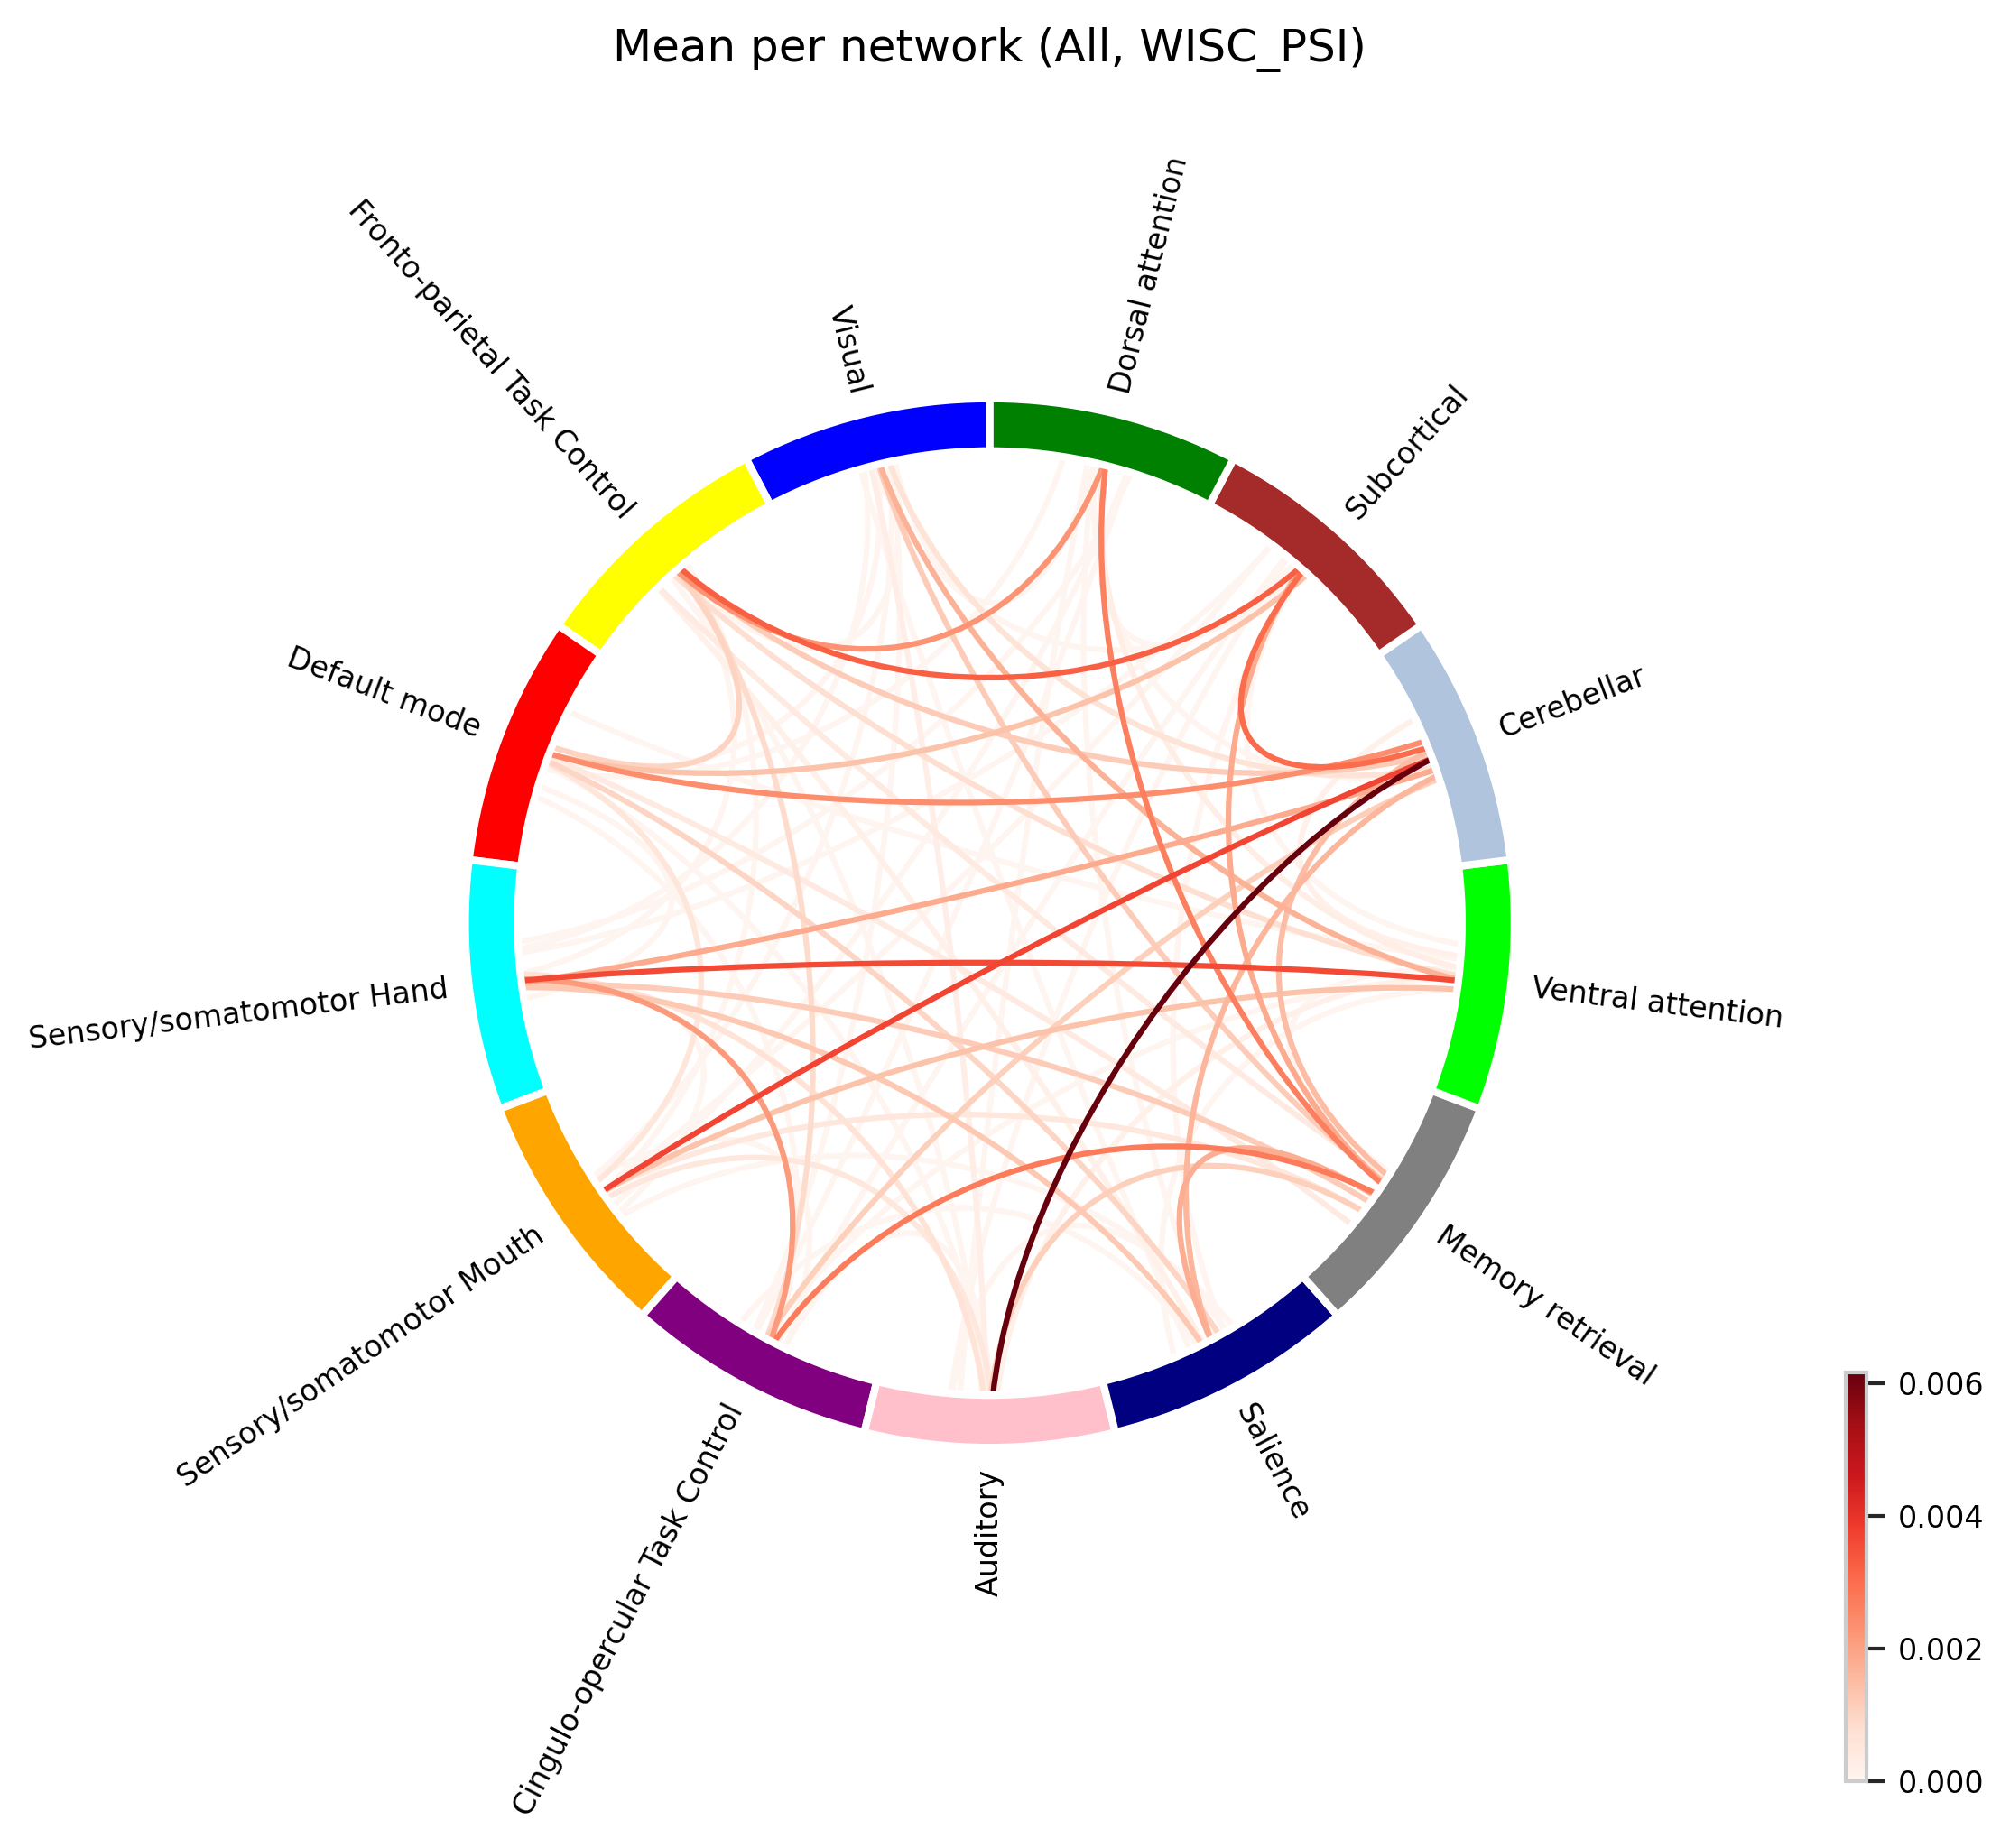 Mean per network (All, WISC_PSI)
Dorsal attention
Visual
Subcortical
Fronto-parietal Task Control
Default mode
Cerebellar
Sensory/somatomotor Hand
Ventral attention
Sensory/somatomotor Mouth
Memory retrieval
Cingulo-opercular Task Control
Auditory
Salience
0.006
0.004
0.002
0.000